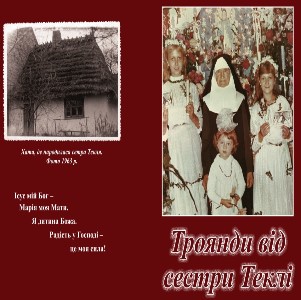 Хата, де народилася сетра Текля.
Фото 1963 р.
Ісус мій Бог –
Марія моя Мати.
Я дитина Божа.
Радість у Господі –
це моя сила!
Троянди від
сестри Теклі